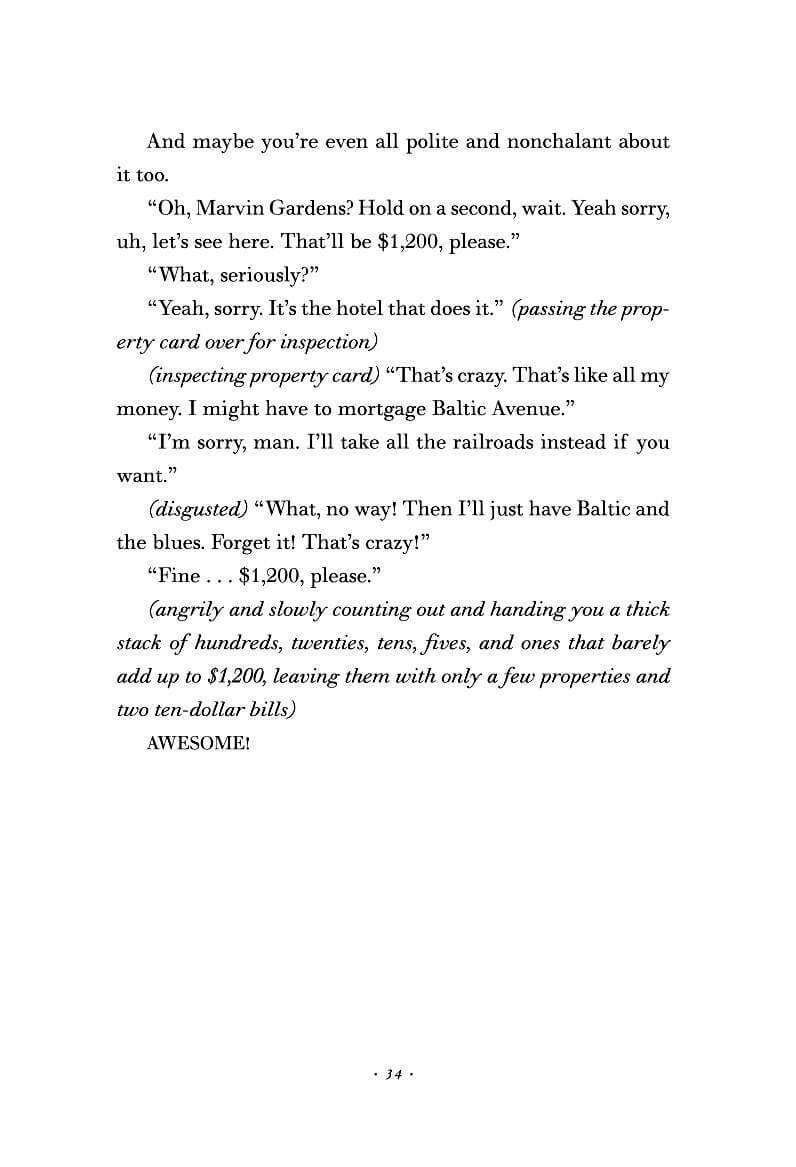 And maybe you’re even all polite and nonchalant about
it too.
“Oh, Marvin Gardens? Hold on a second, wait. Yeah sorry,
uh, let’s see here. That’ll be $1,200, please.”
“What, seriously?”
“Yeah, sorry. It’s the hotel that does it.” (passing the prop-
erty card over for inspection)
(inspecting property card) “That’s crazy. That’s like all my
money. I might have to mortgage Baltic Avenue.”
“I’m sorry, man. I’ll take all the railroads instead if you
want.”
(disgusted) “What, no way! Then I’ll just have Baltic and
the blues. Forget it! That’s crazy!”
“Fine . . . $1,200, please.”
(angrily and slowly counting out and handing you a thick
stack of hundreds, twenties, tens, fives, and ones that barely
add up to $1,200, leaving them with only a few properties and
two ten-dollar bills)
AWESOME!
· 34 ·